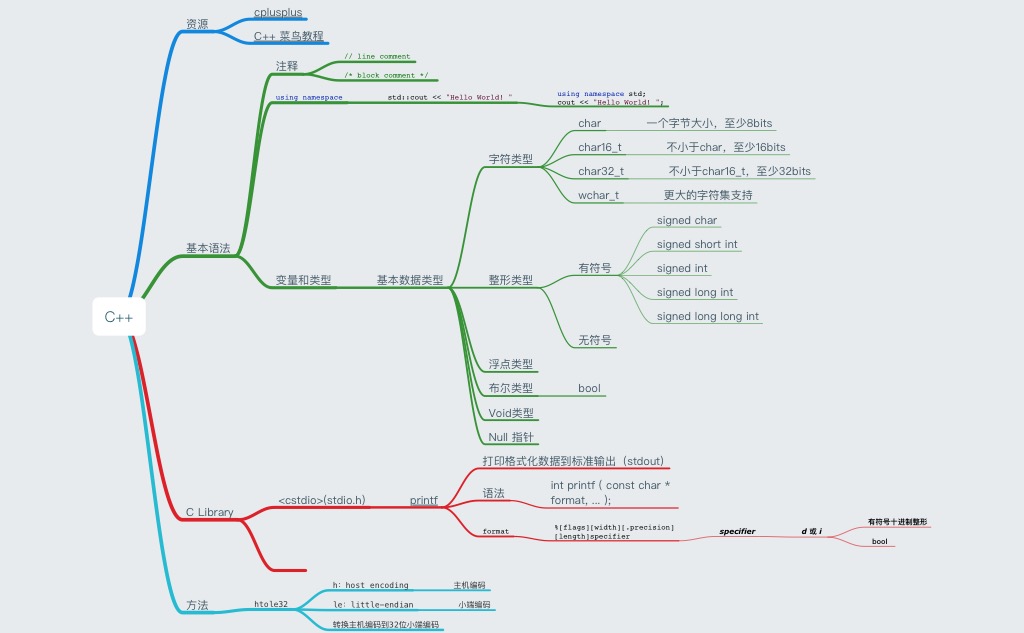 C++
资源
cplusplus
C++ 菜鸟教程
基本语法
注释
// line comment
/* block comment */
using namespace
std::cout << "Hello World! "
using namespace std;
cout << "Hello World! ";
变量和类型
基本数据类型
字符类型
char
一个字节大小，至少8bits
char16_t
不小于char，至少16bits
char32_t
不小于char16_t，至少32bits
wchar_t
更大的字符集支持
整形类型
有符号
signed char
signed short int
signed int
signed long int
signed long long int
无符号
浮点类型
布尔类型
bool
Void类型
Null 指针
C Library
<cstdio>(stdio.h)
printf
打印格式化数据到标准输出（stdout）
语法
int printf ( const char *
format, ... );
format
%[flags][width][.precision]
[length]specifier
specifier
d 或 i
有符号十进制整形
bool
方法
htole32
h: host encoding
主机编码
le: little-endian
小端编码
转换主机编码到32位小端编码